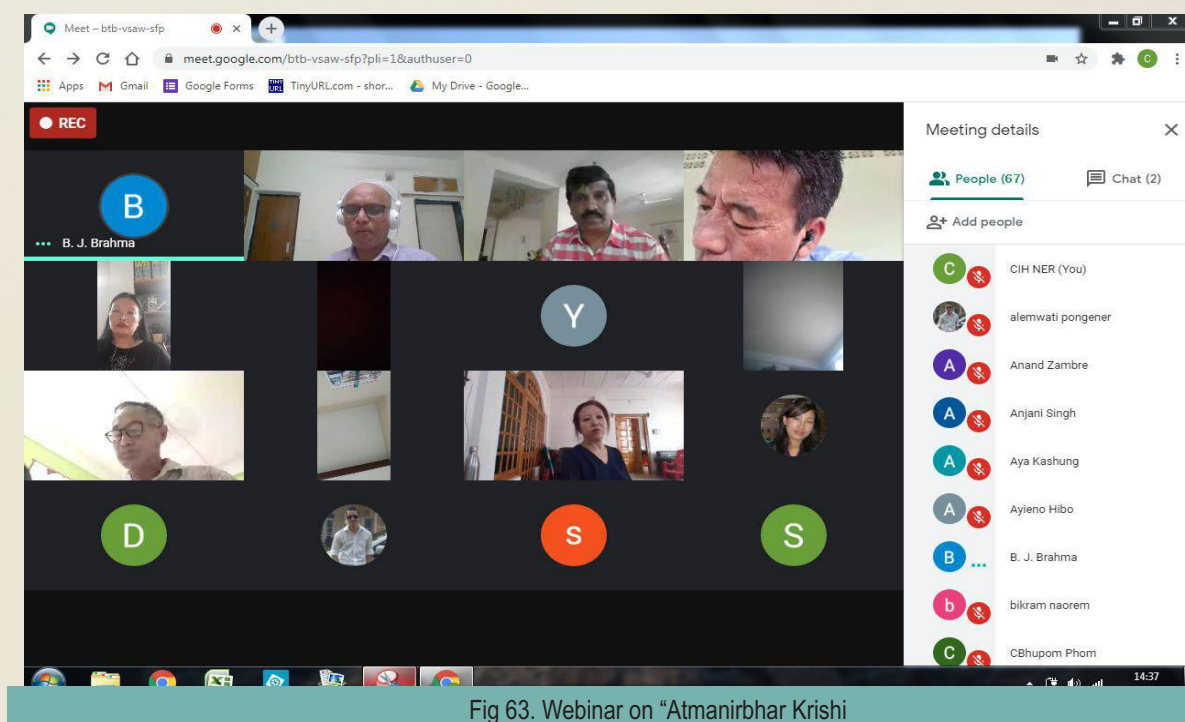 Meet – btb-vsaw-sfp
meet.google.com/btb-vsaw-sfp?pli=1&authuser=0
C
Apps
Gmail
Google Forms
TINY
URL
TinyURL.com - shor...
My Drive - Google...
REC
B
B. J. Brahma
Y
D
s
S
Meeting details
People (67)
Chat (2)
Add people
C CIH NER (You)
alemwati pongener
A Anand Zambre
A Anjani Singh
A Aya Kashung
A Ayieno Hibo
B B. J. Brahma
b bikram naorem
C CBhupom Phom
14:37
Fig 63. Webinar on “Atmanirbhar Krishi